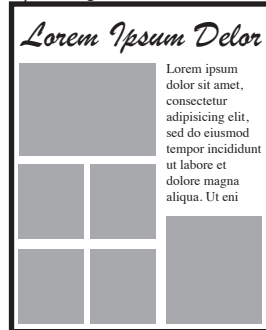 Lorem Ipsum Delor
Lorem ipsum
dolor sit amet,
consectetur
adipisicing elit,
sed do eiusmod
tempor incididunt
ut labore et
dolore magna
aliqua. Ut eni